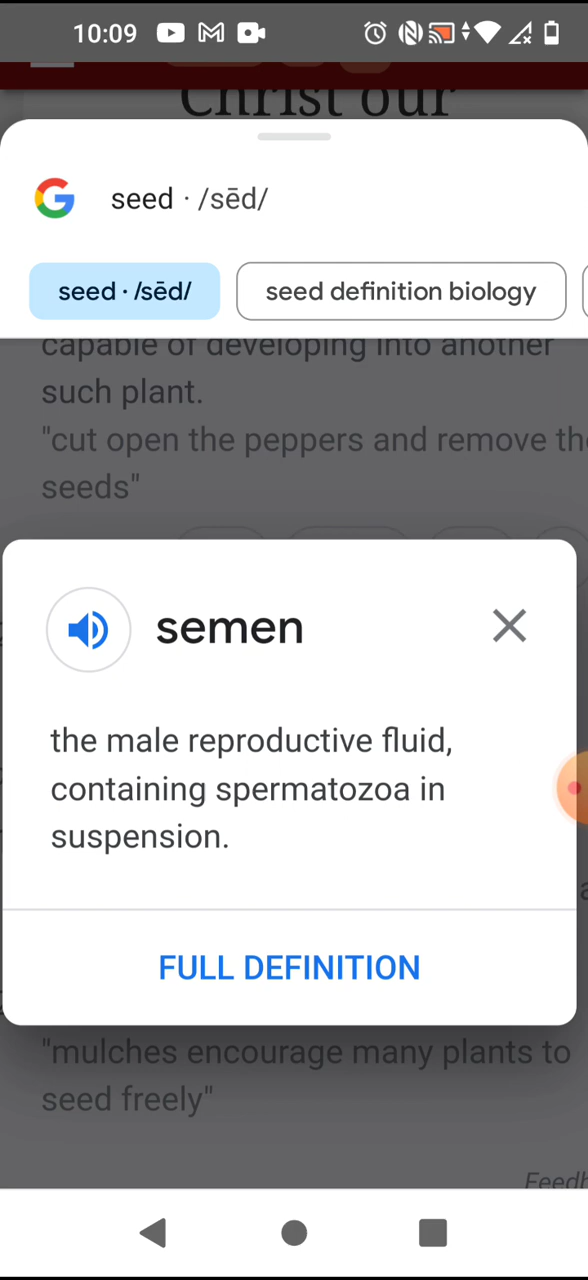 10:09
Christ our
seed · /sēd/
seed · /sēd/
seed definition biology
capable of developing into another
such plant.
"cut open the peppers and remove the
seeds"
semen
the male reproductive fluid,
containing spermatozoa in
suspension.
FULL DEFINITION
"mulches encourage many plants to
seed freely"